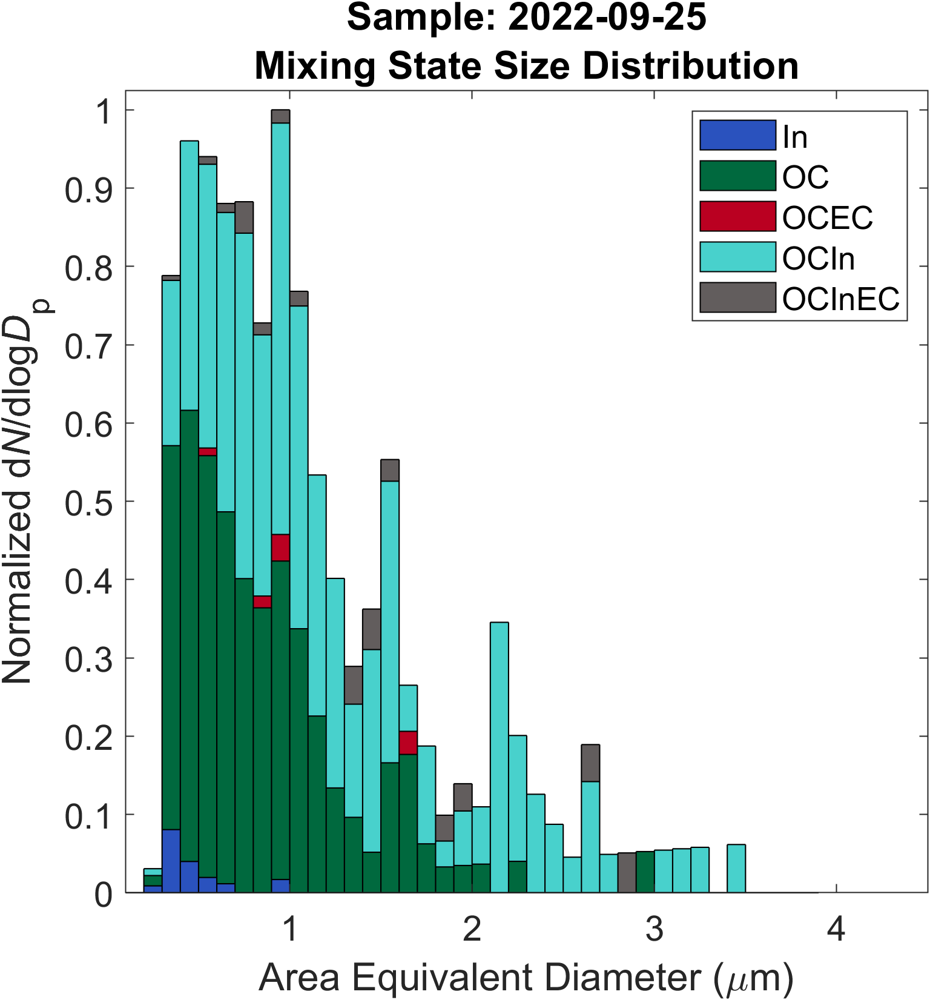 Sample: 2022-09-25
Mixing State Size Distribution
In
OC
OCEC
OCIn
OCInEC
1
0.9
0.8
0.7
0.6
0.5
0.4
0.3
0.2
0.1
0
Normalized dN/dlogDp
1 2 3 4
Area Equivalent Diameter (μm)